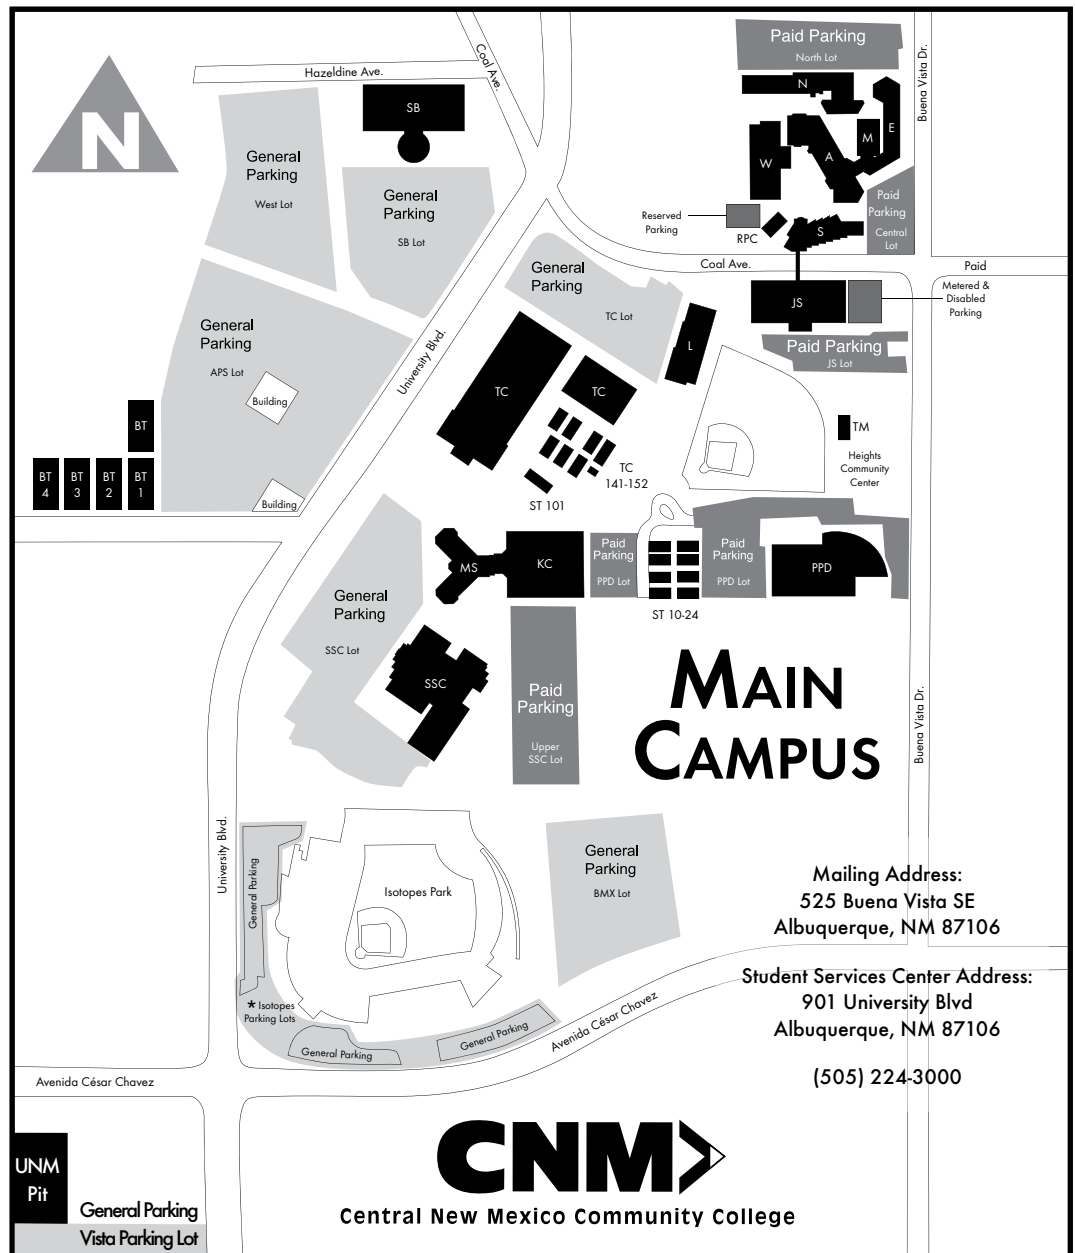 Paid Parking
North Lot
Coal Ave.
Hazeldine Ave.
Buena Vista Dr.
N
SB
N
E
M
A
W
General
Parking
West Lot
General
Parking
SB Lot
Paid
Parking
Central
Lot
Reserved
Parking
RPC
S
General
Parking
TC Lot
Coal Ave.
Paid
Metered &
Disabled
Parking
JS
Paid Parking
JS Lot
L
University Blvd.
General
Parking
APS Lot
Building
TC
TC
BT
TM
Heights
Community
Center
BT
4
BT
3
BT
2
BT
1
Building
TC
141-152
ST 101
MS
KC
Paid
Parking
PPD Lot
Paid
Parking
PPD Lot
PPD
ST 10-24
General
Parking
SSC Lot
SSC
Paid
Parking
Upper
SSC Lot
MAIN
CAMPUS
Buena Vista Dr.
University Blvd.
General Parking
Isotopes Park
General
Parking
BMX Lot
Mailing Address:
525 Buena Vista SE
Albuquerque, NM 87106
Student Services Center Address:
901 University Blvd
Albuquerque, NM 87106
(505) 224-3000
* Isotopes
Parking Lots
General Parking
General Parking
Avenida César Chavez
Avenida César Chavez
UNM
Pit
General Parking
Vista Parking Lot
CNM
Central New Mexico Community College